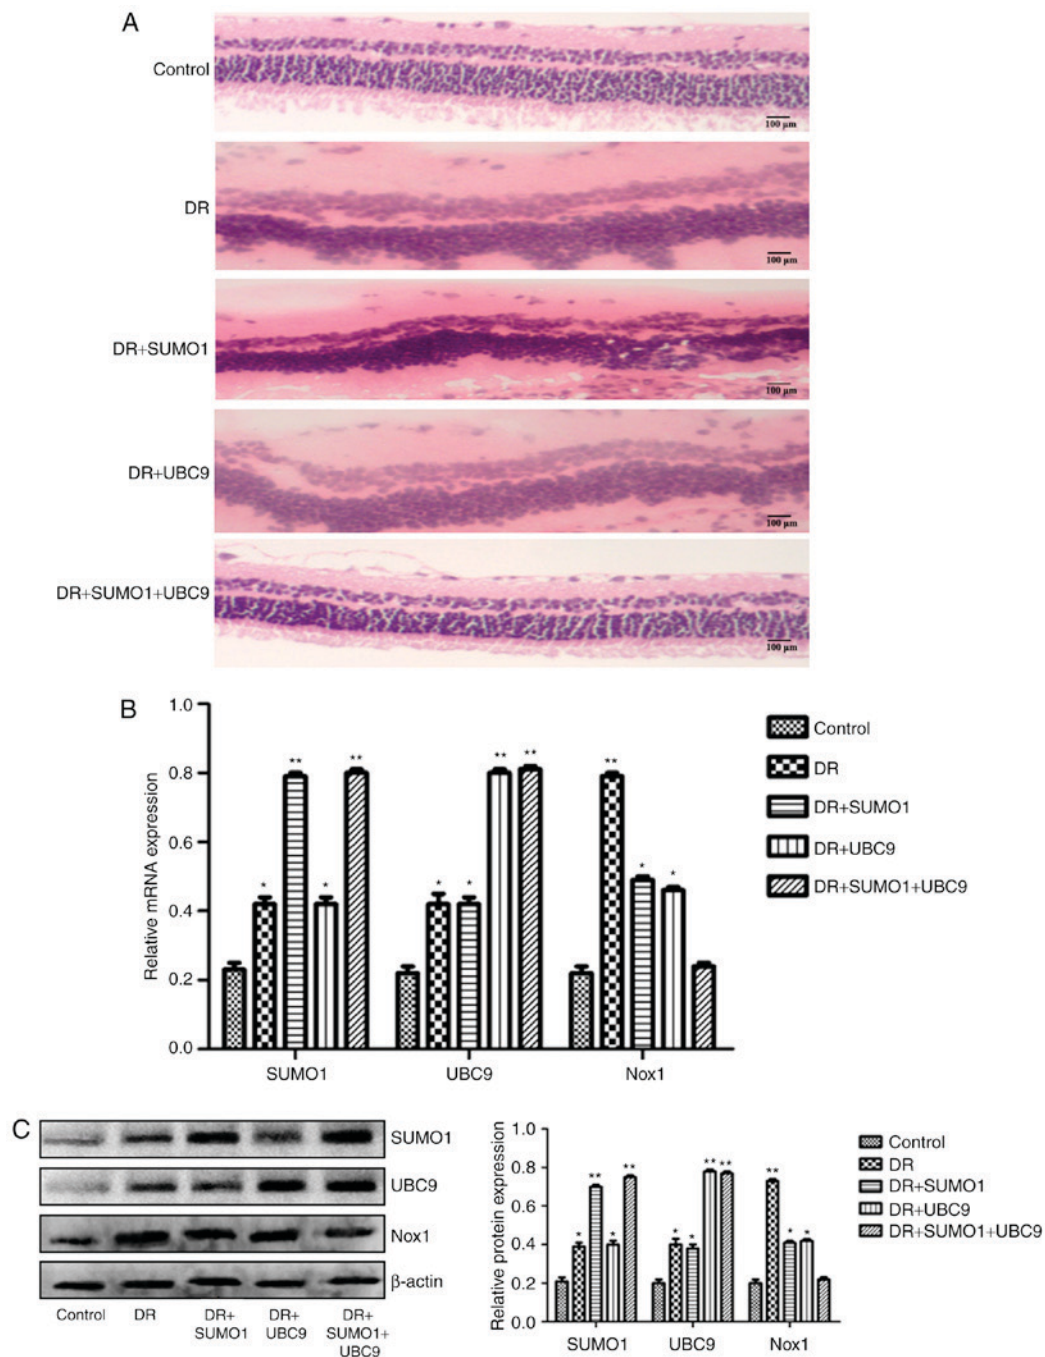 A
Control
100 µm
DR
100 µm
DR+SUMO1
100 µm
DR+UBC9
100 µm
DR+SUMO1+UBC9
100 µm
B
Relative mRNA expression
1.0
0.8
0.6
0.4
0.2
0.0
*
**
*
**
*
*
**
**
**
*
*
SUMO1
UBC9
Nox1
Control
DR
DR+SUMO1
DR+UBC9
DR+SUMO1+UBC9
C
SUMO1
UBC9
Nox1
β-actin
Control
DR
DR+
SUMO1
DR+
UBC9
DR+
SUMO1+
UBC9
Relative protein expression
1.0
0.8
0.6
0.4
0.2
0.0
*
**
*
**
*
*
**
**
**
*
*
SUMO1
UBC9
Nox1
Control
DR
DR+SUMO1
DR+UBC9
DR+SUMO1+UBC9